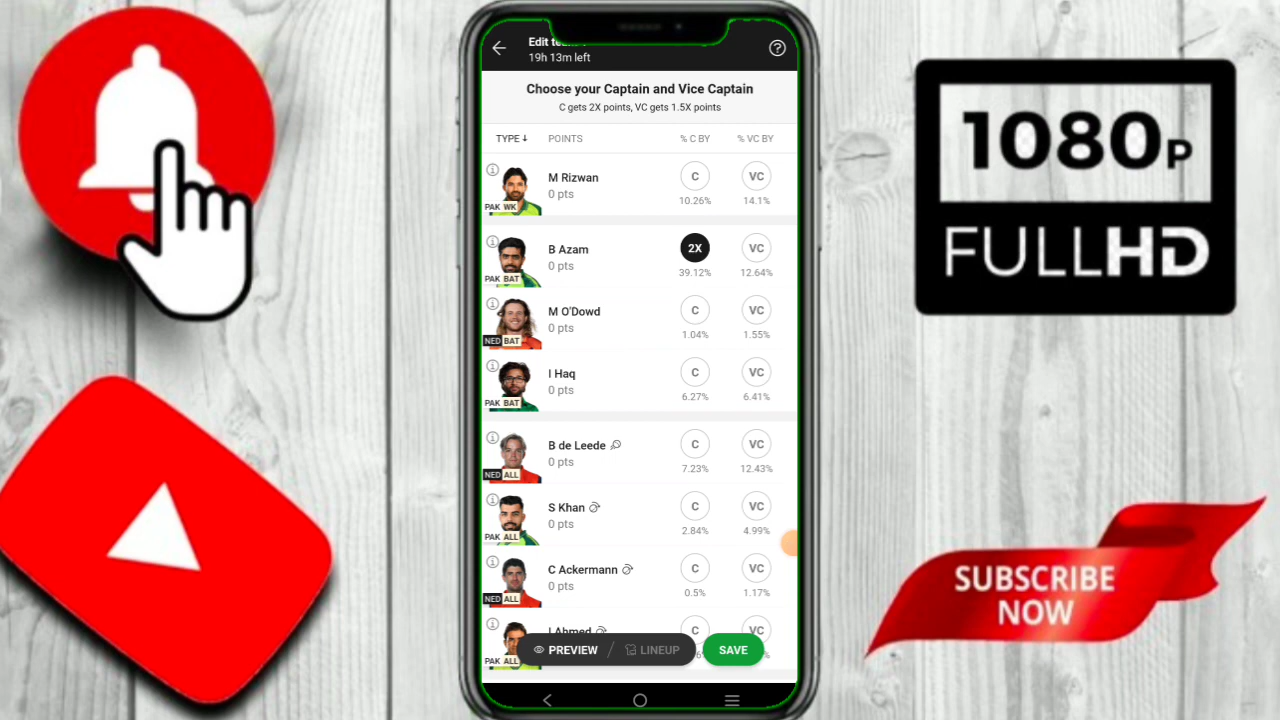 Edit
19h 13m left
Choose your Captain and Vice Captain
C gets 2X points, VC gets 1.5X points
TYPE↓ POINTS % C BY % VC BY
M Rizwan C VC
0 pts
PAK WK 10.26% 14.1%
B Azam 2X VC
0 pts
PAK BAT 39.12% 12.64%
M O'Dowd C VC
0 pts
NED BAT 1.04% 1.55%
I Haq C VC
0 pts
PAK BAT 6.27% 6.41%
B de Leede C VC
0 pts
NED ALL 7.23% 12.43%
S Khan C VC
0 pts
PAK ALL 2.84% 4.99%
C Ackermann C VC
0 pts
NED ALL 0.5% 1.17%
I Ahmed C VC
PAK ALL
PREVIEW / LINEUP SAVE
1080P
FULLHD
SUBSCRIBE
NOW